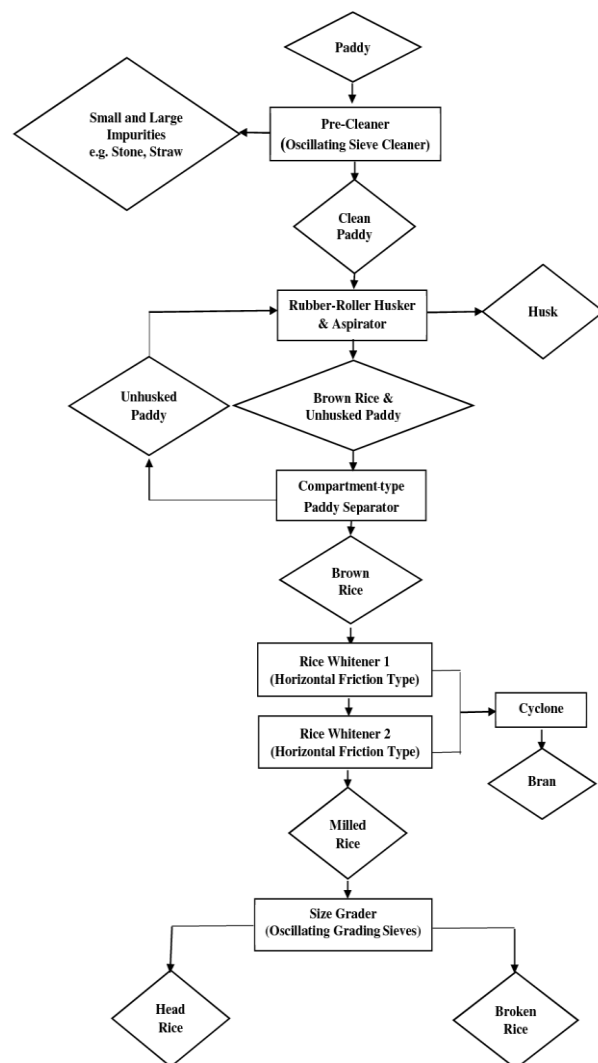 Paddy
Small and Large
Impurities
e.g. Stone, Straw
Pre-Cleaner
(Oscillating Sieve Cleaner)
Clean
Paddy
Rubber-Roller Husker
& Aspirator
Husk
Unhusked
Paddy
Brown Rice &
Unhusked Paddy
Compartment-type
Paddy Separator
Brown
Rice
Rice Whitener 1
(Horizontal Friction Type)
Cyclone
Rice Whitener 2
(Horizontal Friction Type)
Bran
Milled
Rice
Size Grader
(Oscillating Grading Sieves)
Head
Rice
Broken
Rice